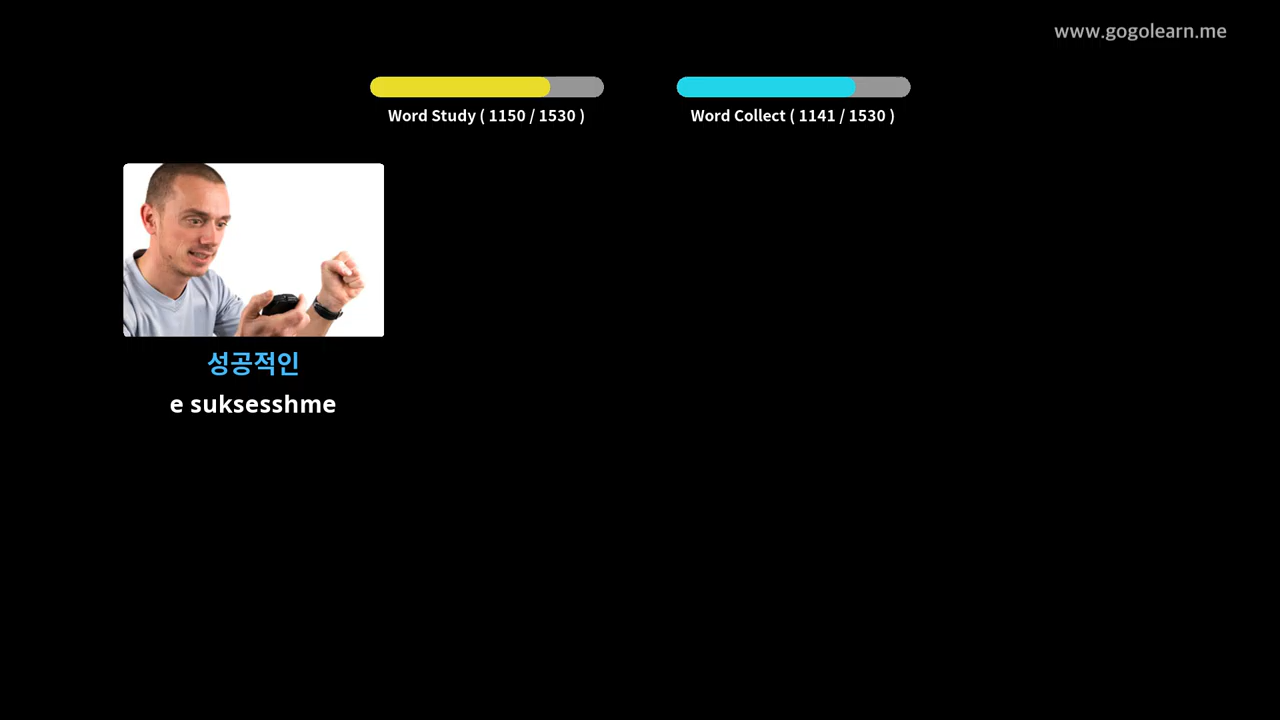 www.gogolearn.me
Word Study ( 1150 / 1530 )
Word Collect ( 1141 / 1530 )
성공적인
e suksesshme